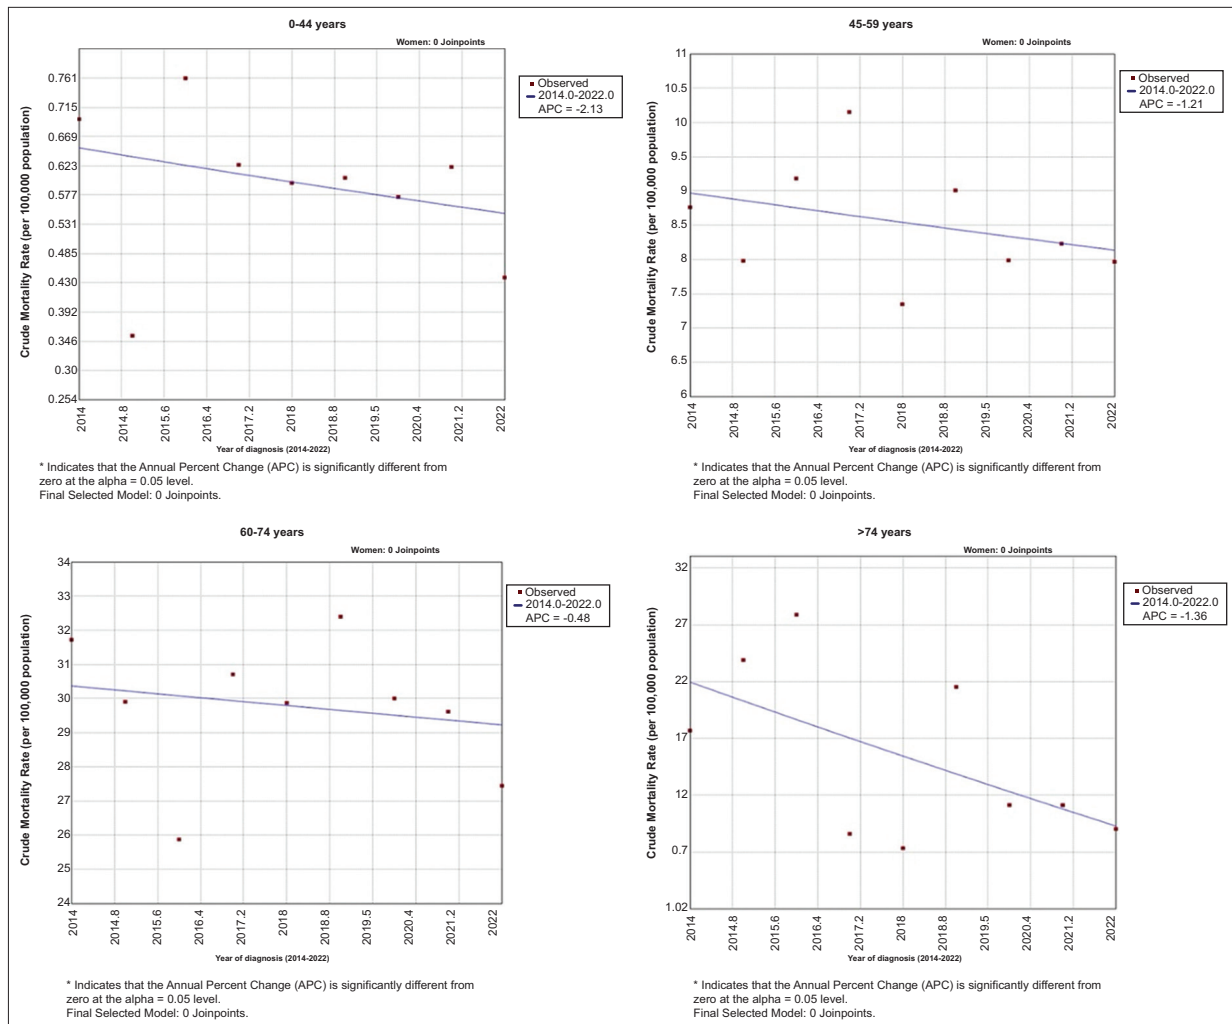 0-44 years
Women: 0 Joinpoints
Crude Mortality Rate (per 100,000 population)
0.761
0.715
0.669
0.623
0.577
0.531
0.485
0.430
0.392
0.346
0.30
0.254
2014
2014.8
2015.6
2016.4
2017.2
2018
2018.8
2019.5
2020.4
2021.2
2022
Year of diagnosis (2014-2022)
Observed
2014.0-2022.0
APC = -2.13
* Indicates that the Annual Percent Change (APC) is significantly different from
zero at the alpha = 0.05 level.
Final Selected Model: 0 Joinpoints.
45-59 years
Women: 0 Joinpoints
Crude Mortality Rate (per 100,000 population)
11
10.5
10
9.5
9
8.5
8
7.5
7
6.5
6
2014
2014.8
2015.6
2016.4
2017.2
2018
2018.8
2019.5
2020.4
2021.2
2022
Year of diagnosis (2014-2022)
Observed
2014.0-2022.0
APC = -1.21
* Indicates that the Annual Percent Change (APC) is significantly different from
zero at the alpha = 0.05 level.
Final Selected Model: 0 Joinpoints.
60-74 years
Women: 0 Joinpoints
Crude Mortality Rate (per 100,000 population)
34
33
32
31
30
29
28
27
26
25
24
2014
2014.8
2015.6
2016.4
2017.2
2018
2018.8
2019.5
2020.4
2021.2
2022
Year of diagnosis (2014-2022)
Observed
2014.0-2022.0
APC = -0.48
* Indicates that the Annual Percent Change (APC) is significantly different from
zero at the alpha = 0.05 level.
Final Selected Model: 0 Joinpoints.
>74 years
Women: 0 Joinpoints
Crude Mortality Rate (per 100,000 population)
32
27
22
17
12
0.7
1.02
2014
2014.8
2015.6
2016.4
2017.2
2018
2018.8
2019.5
2020.4
2021.2
2022
Year of diagnosis (2014-2022)
Observed
2014.0-2022.0
APC = -1.36
* Indicates that the Annual Percent Change (APC) is significantly different from
zero at the alpha = 0.05 level.
Final Selected Model: 0 Joinpoints.